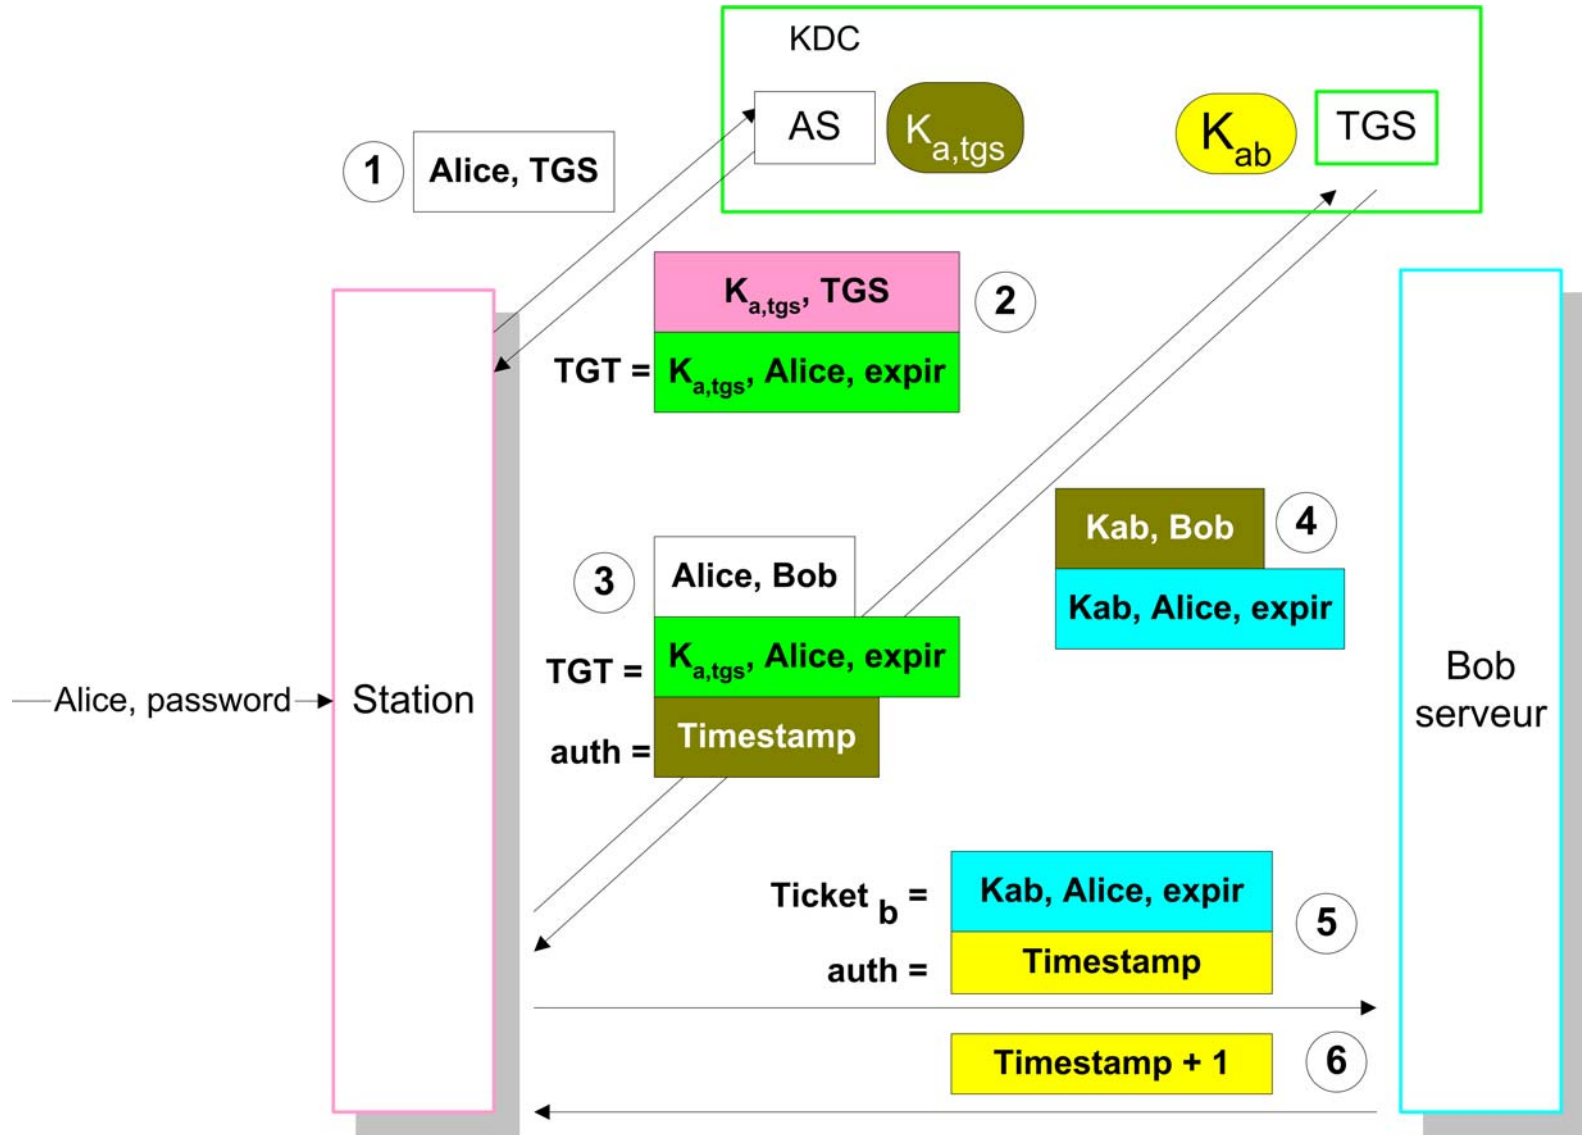 KDC
AS
Ka,tgs
Kab
TGS
1
Alice, TGS
Ka,tgs, TGS
2
TGT =
Ka,tgs, Alice, expir
Kab, Bob
4
Kab, Alice, expir
3
Alice, Bob
TGT =
Ka,tgs, Alice, expir
auth =
Timestamp
Alice, password
Station
Bob
serveur
Ticket b =
Kab, Alice, expir
5
auth =
Timestamp
Timestamp + 1
6